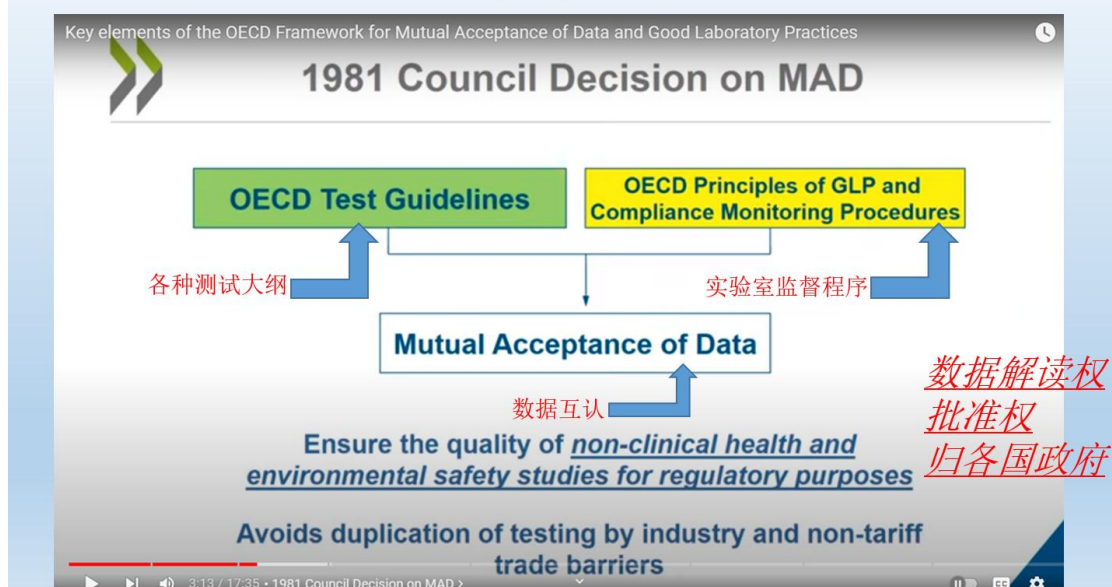 Key elements of the OECD Framework for Mutual Acceptance of Data and Good Laboratory Practices
1981 Council Decision on MAD
OECD Test Guidelines
OECD Principles of GLP and
Compliance Monitoring Procedures
各种测试大纲
实验室监督程序
Mutual Acceptance of Data
数据互认
数据解读权
批准权
归各国政府
Ensure the quality of non-clinical health and
environmental safety studies for regulatory purposes
Avoids duplication of testing by industry and non-tariff
trade barriers
3:13 / 17:35 • 1981 Council Decision on MAD >